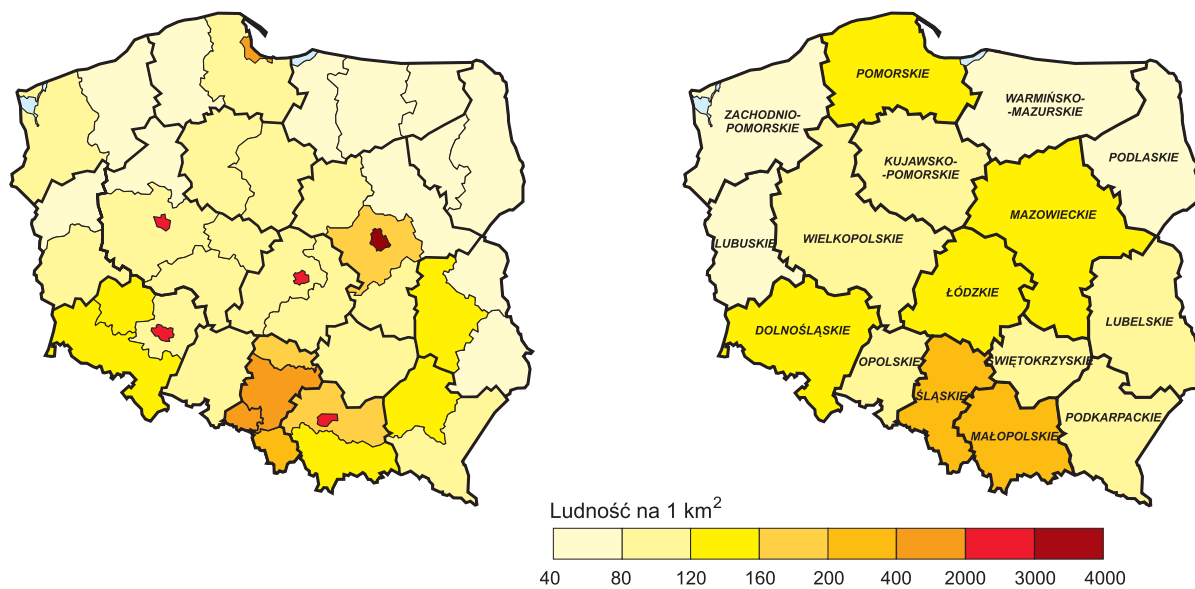 POMORSKIE
ZACHODNIO-
POMORSKIE
WARMIŃSKO-
-MAZURSKIE
PODLASKIE
KUJAWSKO-
-POMORSKIE
MAZOWIECKIE
LUBUSKIE
WIELKOPOLSKIE
ŁÓDZKIE
LUBELSKIE
DOLNOŚLĄSKIE
OPOLSKIE
ŚWIĘTOKRZYSKIE
ŚLĄSKIE
PODKARPACKIE
MAŁOPOLSKIE
Ludność na 1 km²
40 80 120 160 200 400 2000 3000 4000